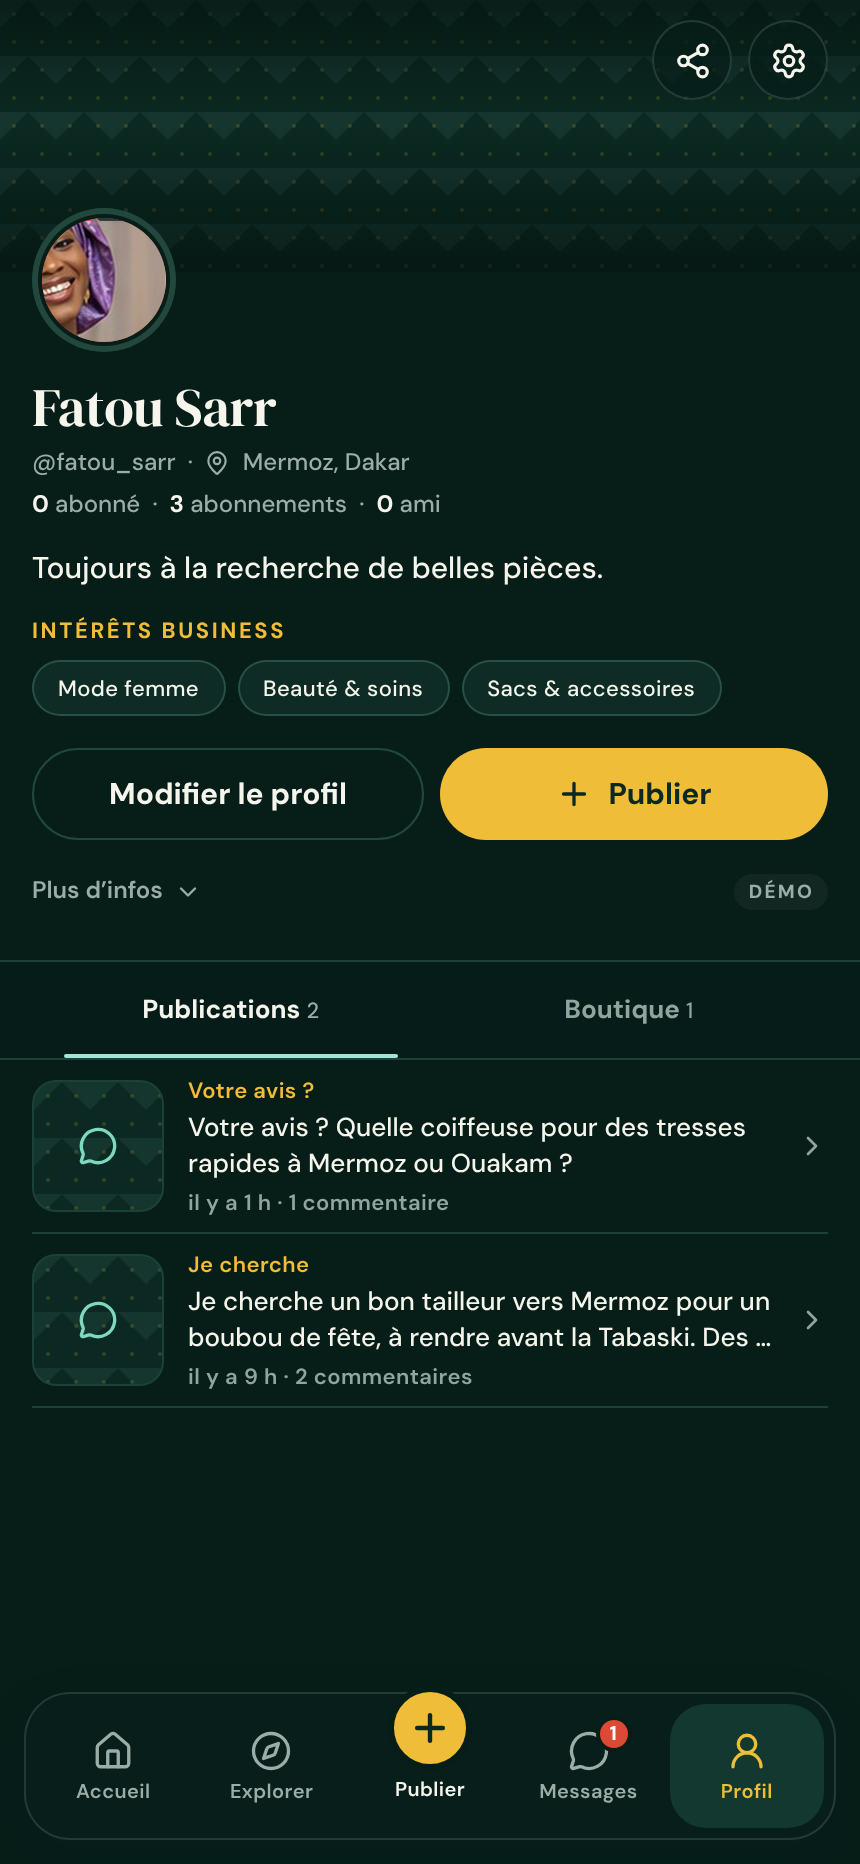 Fatou Sarr
@fatou_sarr · Mermoz, Dakar
0 abonné · 3 abonnements · 0 ami
Toujours à la recherche de belles pièces.
INTÉRÊTS BUSINESS
Mode femme
Beauté & soins
Sacs & accessoires
Modifier le profil
Publier
Plus d’infos
DÉMO
Publications 2
Boutique 1
Votre avis ?
Votre avis ? Quelle coiffeuse pour des tresses
rapides à Mermoz ou Ouakam ?
il y a 1 h · 1 commentaire
Je cherche
Je cherche un bon tailleur vers Mermoz pour un
boubou de fête, à rendre avant la Tabaski. Des ...
il y a 9 h · 2 commentaires
1
Accueil
Explorer
Publier
Messages
Profil